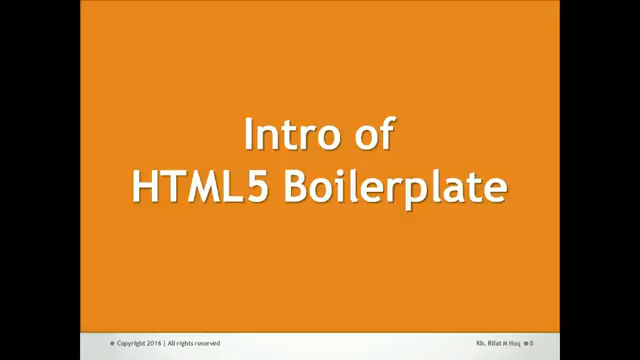 Intro of
HTML5 Boilerplate
Copyright 2016 | All rights reserved
Kh. Rifat M Huq 8